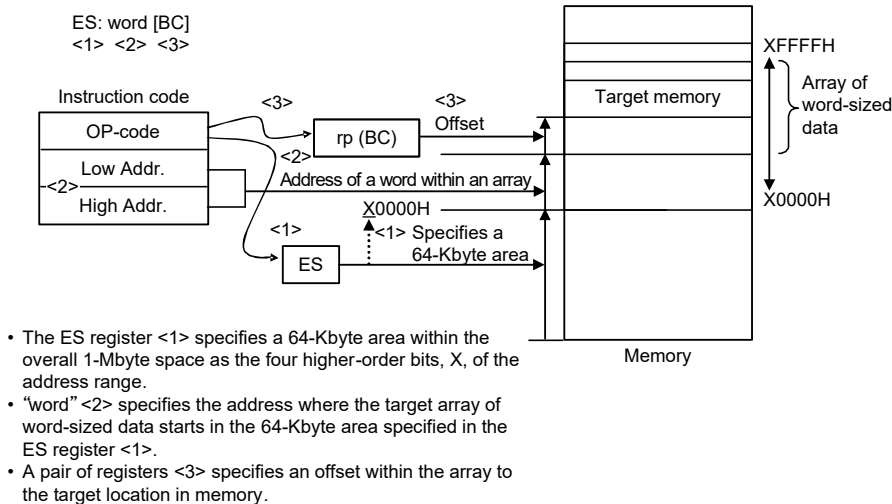 ES: word [BC]
<1> <2> <3>
XFFFFH
Array of
word-sized
data
Instruction code
<3>
<3>
Target memory
OP-code
rp (BC)
Offset
<2>
Low Addr.
<2>
Address of a word within an array
High Addr.
X0000H
X0000H
<1>
<1> Specifies a
64-Kbyte area
ES
Memory
• The ES register <1> specifies a 64-Kbyte area within the
overall 1-Mbyte space as the four higher-order bits, X, of the
address range.
• “word” <2> specifies the address where the target array of
word-sized data starts in the 64-Kbyte area specified in the
ES register <1>.
• A pair of registers <3> specifies an offset within the array to
the target location in memory.